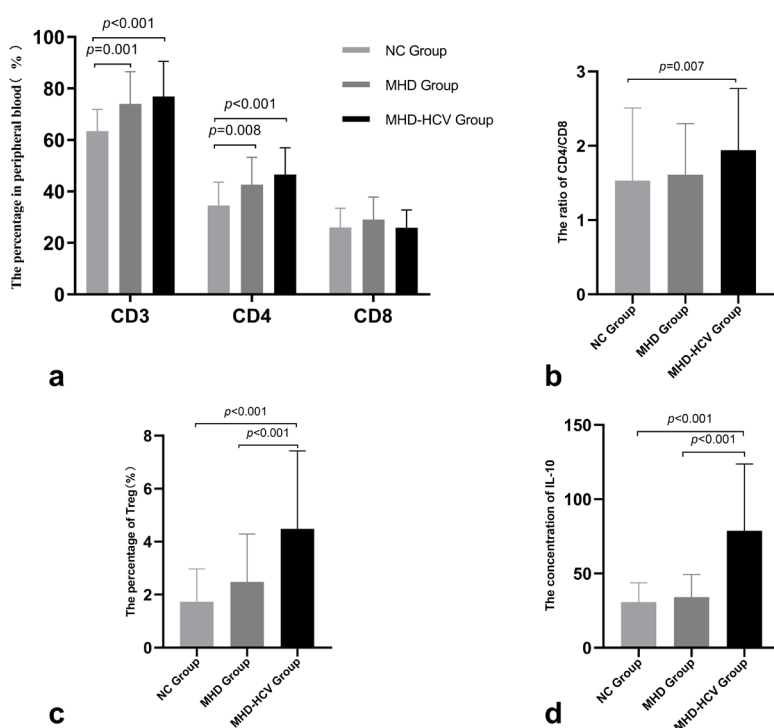 The percentage in peripheral blood（ %）
100
80
60
40
20
0
p<0.001
p=0.001
p<0.001
p=0.008
CD3
CD4
CD8
NC Group
MHD Group
MHD-HCV Group
a
The ratio of CD4/CD8
3
2
1
0
p=0.007
NC Group
MHD Group
MHD-HCV Group
b
The percentage of Treg(%)
8
6
4
2
0
p<0.001
p<0.001
NC Group
MHD Group
MHD-HCV Group
c
The concentration of IL-10
150
100
50
0
p<0.001
p<0.001
NC Group
MHD Group
MHD-HCV Group
d